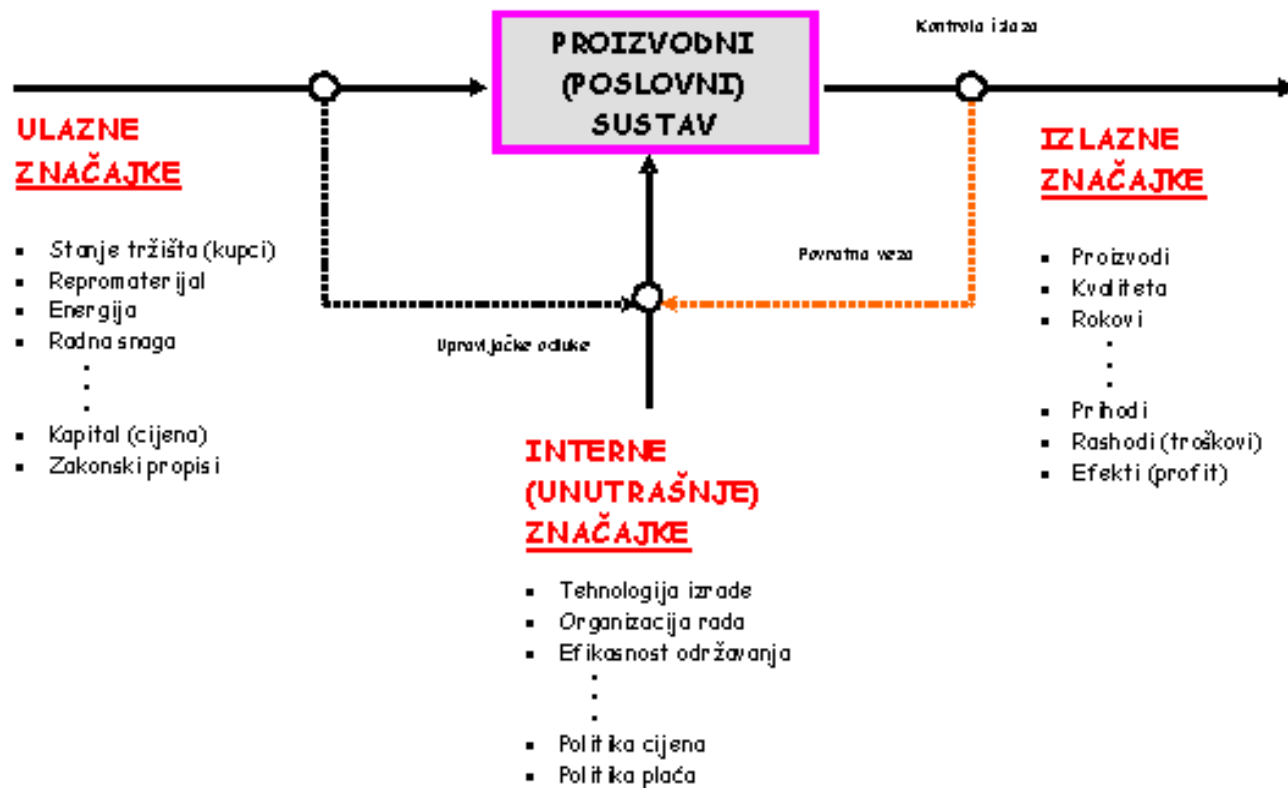 PROIZVODNI
(POSLOVNI)
SUSTAV
Kontrola izlaza
ULAZNE
ZNAČAJKE
▪ Stanje tržišta (kupci)
▪ Repromaterijal
▪ Energija
▪ Radna snaga
.
.
.
▪ Kapital (cijena)
▪ Zakonski propisi
Upravljačke odluke
Povratna veza
IZLAZNE
ZNAČAJKE
▪ Proizvodi
▪ Kvaliteta
▪ Rokovi
.
.
.
▪ Prihodi
▪ Rashodi (troškovi)
▪ Efekti (profit)
INTERNE
(UNUTRAŠNJE)
ZNAČAJKE
▪ Tehnologija izrade
▪ Organizacija rada
▪ Efikasnost održavanja
.
.
.
▪ Politika cijena
▪ Politika plaća